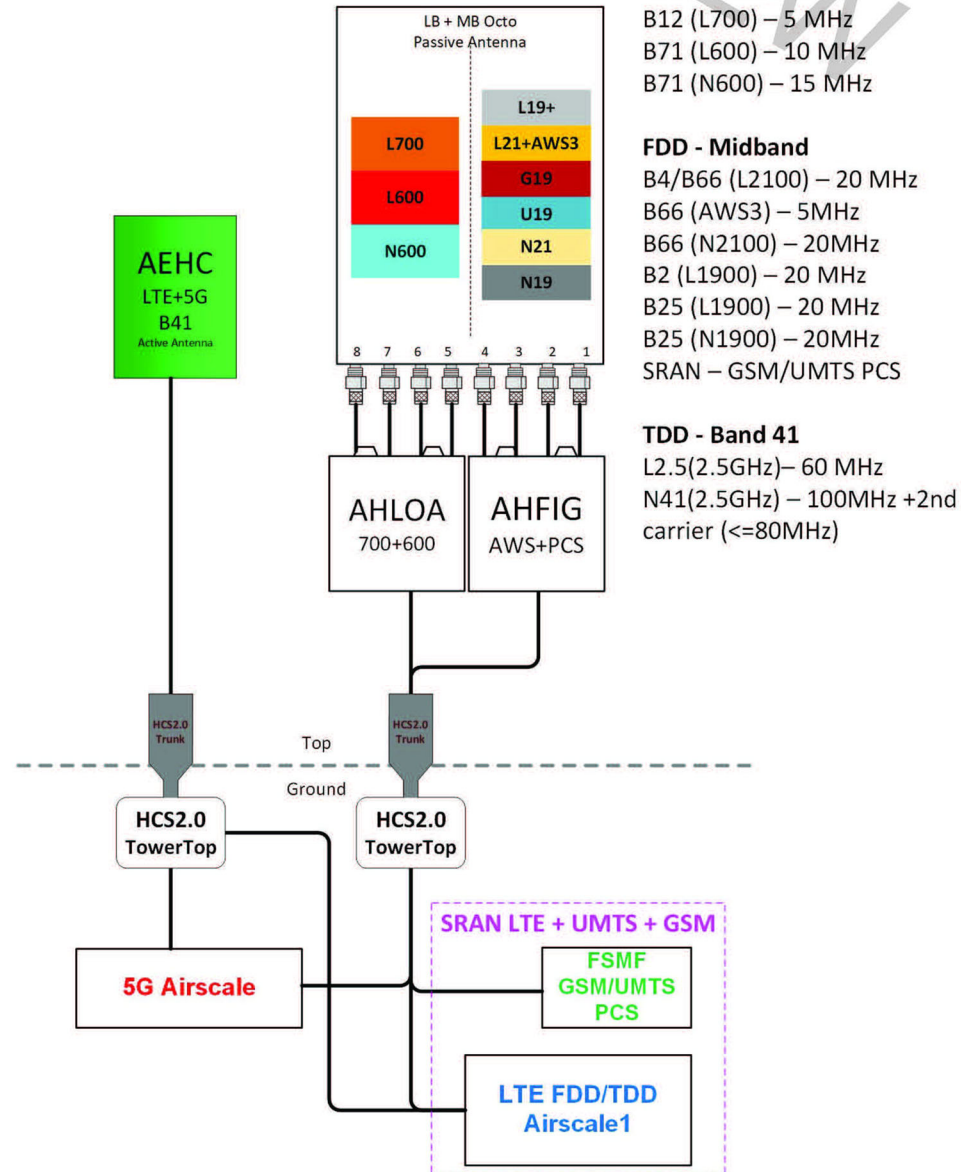 LB + MB Octo
Passive Antenna
L700
L600
N600
L19+
L21+AWS3
G19
U19
N21
N19
8 7 6 5 4 3 2 1
AEHC
LTE+5G
B41
Active Antenna
AHLOA
700+600
AHFIG
AWS+PCS
B12 (L700) – 5 MHz
B71 (L600) – 10 MHz
B71 (N600) – 15 MHz
FDD - Midband
B4/B66 (L2100) – 20 MHz
B66 (AWS3) – 5MHz
B66 (N2100) – 20MHz
B2 (L1900) – 20 MHz
B25 (L1900) – 20 MHz
B25 (N1900) – 20MHz
SRAN – GSM/UMTS PCS
TDD - Band 41
L2.5(2.5GHz)– 60 MHz
N41(2.5GHz) – 100MHz +2nd
carrier (<=80MHz)
HCS2.0
Trunk
HCS2.0
Trunk
Top
Ground
HCS2.0
TowerTop
HCS2.0
TowerTop
5G Airscale
SRAN LTE + UMTS + GSM
FSMF
GSM/UMTS
PCS
LTE FDD/TDD
Airscale1